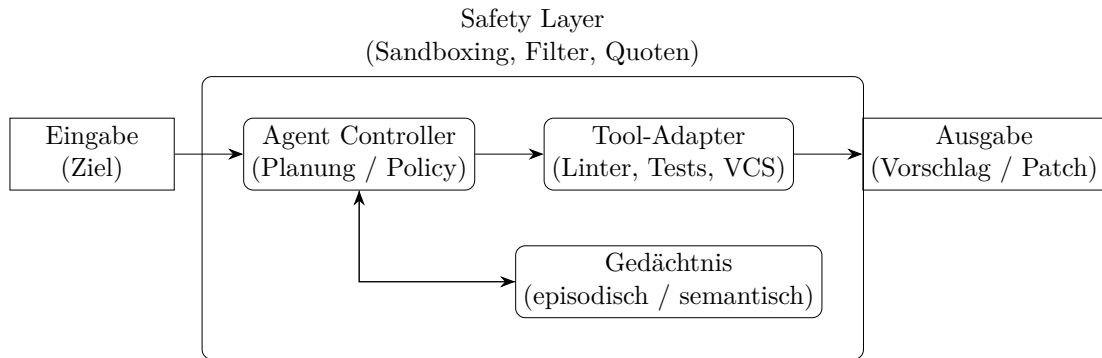 Safety Layer
(Sandboxing, Filter, Quoten)
Eingabe
(Ziel)
Agent Controller
(Planung / Policy)
Tool-Adapter
(Linter, Tests, VCS)
Ausgabe
(Vorschlag / Patch)
Gedächtnis
(episodisch / semantisch)